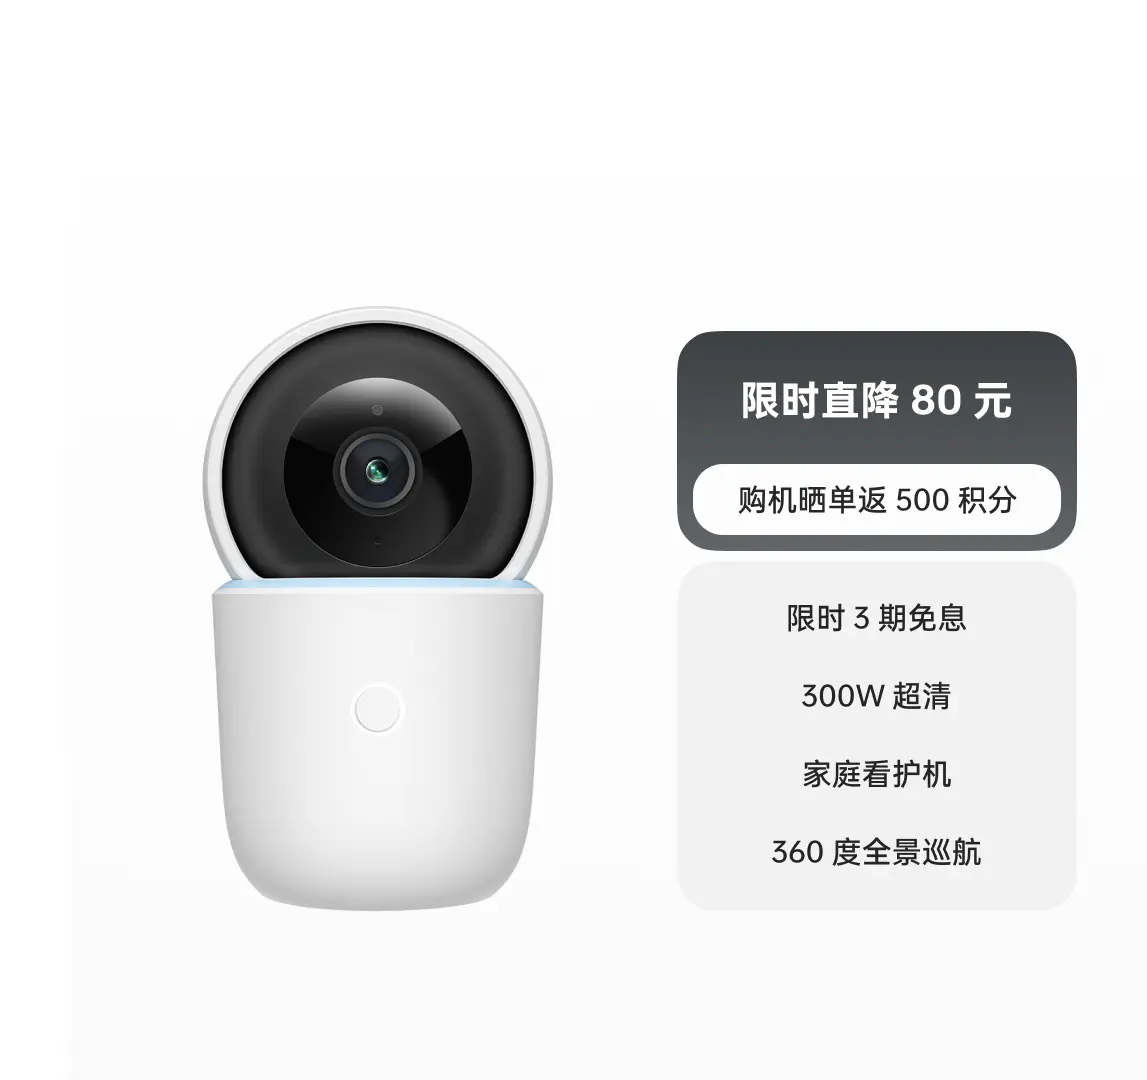 限时直降 80 元
购机晒单返 500 积分
限时 3 期免息
300W 超清
家庭看护机
360 度全景巡航